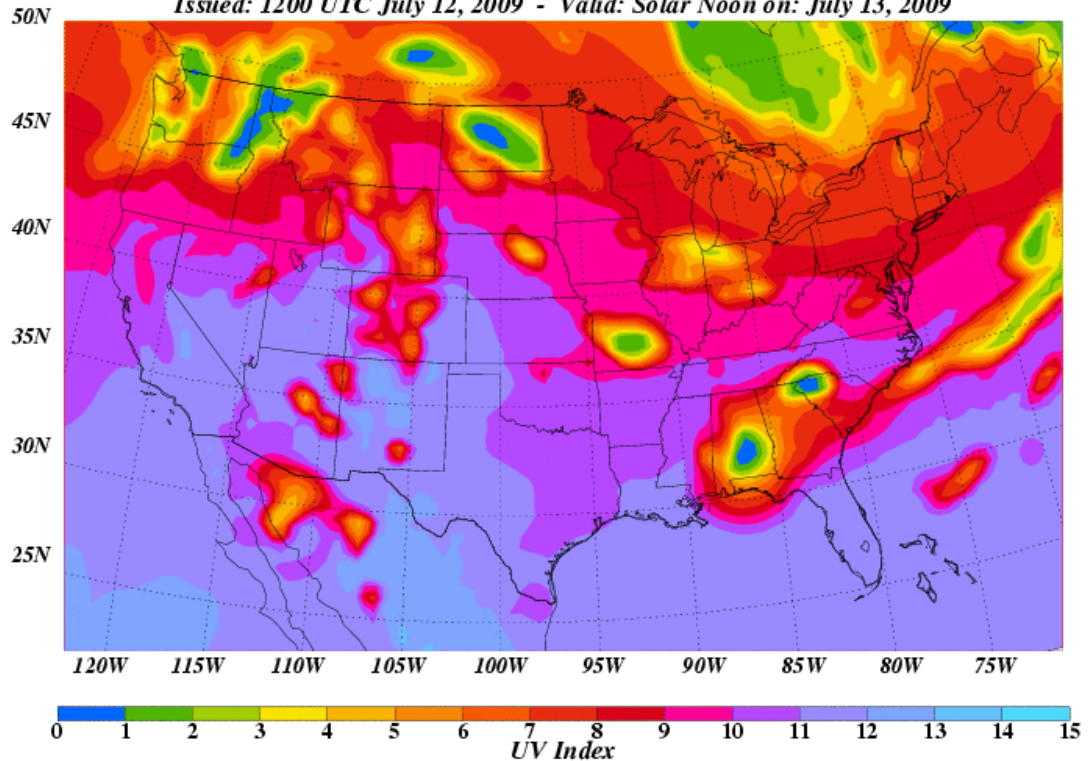 Issued: 1200 UTC July 12, 2009 - Valid: Solar Noon on: July 13, 2009
50N
45N
40N
35N
30N
25N
120W 115W 110W 105W 100W 95W 90W 85W 80W 75W
0 1 2 3 4 5 6 7 8 9 10 11 12 13 14 15
UV Index